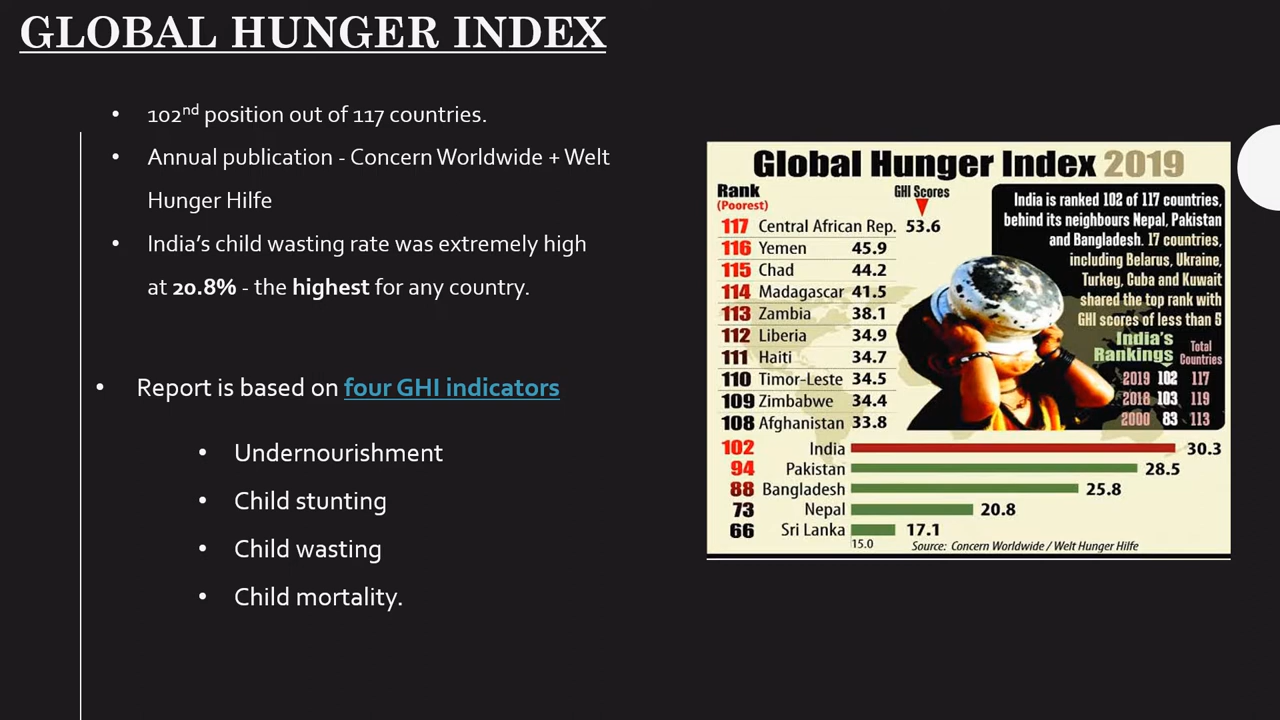 GLOBAL HUNGER INDEX
• 102nd position out of 117 countries.
• Annual publication - Concern Worldwide + Welt
Hunger Hilfe
• India's child wasting rate was extremely high
at 20.8% - the highest for any country.
• Report is based on four GHI indicators
• Undernourishment
• Child stunting
• Child wasting
• Child mortality.
Global Hunger Index 2019
Rank
(Poorest)
GHI Scores
117 Central African Rep. 53.6
116 Yemen 45.9
115 Chad 44.2
114 Madagascar 41.5
113 Zambia 38.1
112 Liberia 34.9
111 Haiti 34.7
110 Timor-Leste 34.5
109 Zimbabwe 34.4
108 Afghanistan 33.8
India is ranked 102 of 117 countries,
behind its neighbours Nepal, Pakistan
and Bangladesh. 17 countries,
including Belarus, Ukraine,
Turkey, Cuba and Kuwait
shared the top rank with
GHI scores of less than 5
India's
Rankings
Total
Countries
2019 102 117
2018 103 119
2000 83 113
102 India 30.3
94 Pakistan 28.5
88 Bangladesh 25.8
73 Nepal 20.8
66 Sri Lanka 17.1
15.0
Source: Concern Worldwide / Welt Hunger Hilfe